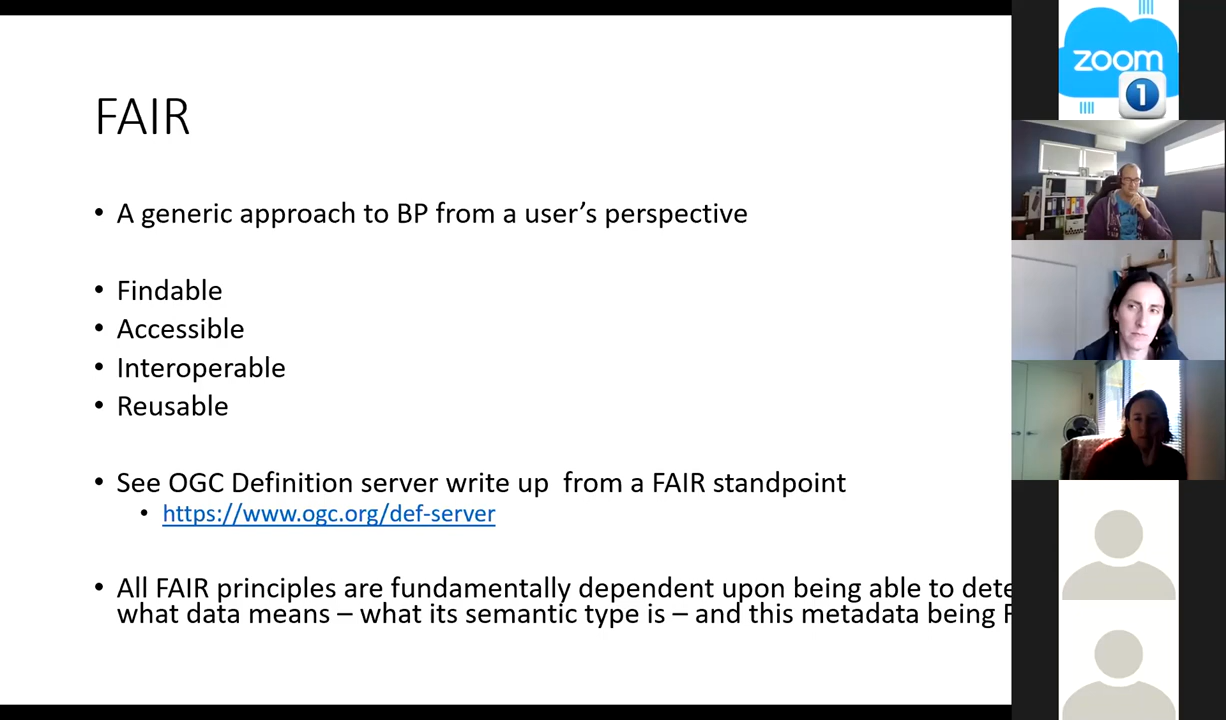 FAIR
• A generic approach to BP from a user's perspective
• Findable
• Accessible
• Interoperable
• Reusable
• See OGC Definition server write up from a FAIR standpoint
• https://www.ogc.org/def-server
• All FAIR principles are fundamentally dependent upon being able to
what data means – what its semantic type is – and this metadata being
zoom
1